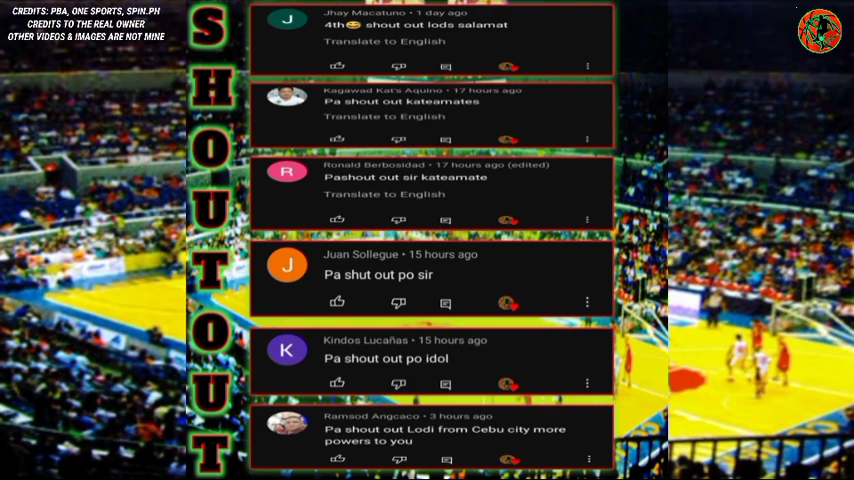 CREDITS: PBA, ONE SPORTS, SPIN.PH
CREDITS TO THE REAL OWNER
OTHER VIDEOS & IMAGES ARE NOT MINE
SHOUTOUT
J
Jhay Macatuno • 1 day ago
4th😅 shout out lods salamat
Translate to English
Kagawad Kat's Aquino • 17 hours ago
Pa shout out kateamates
Translate to English
R
Ronald Berbosidad • 17 hours ago (edited)
Pashout out sir kateamate
Translate to English
J
Juan Sollegue • 15 hours ago
Pa shut out po sir
K
Kindos Lucañas • 15 hours ago
Pa shout out po idol
Ramsod Angcaco • 3 hours ago
Pa shout out Lodi from Cebu city more
powers to you